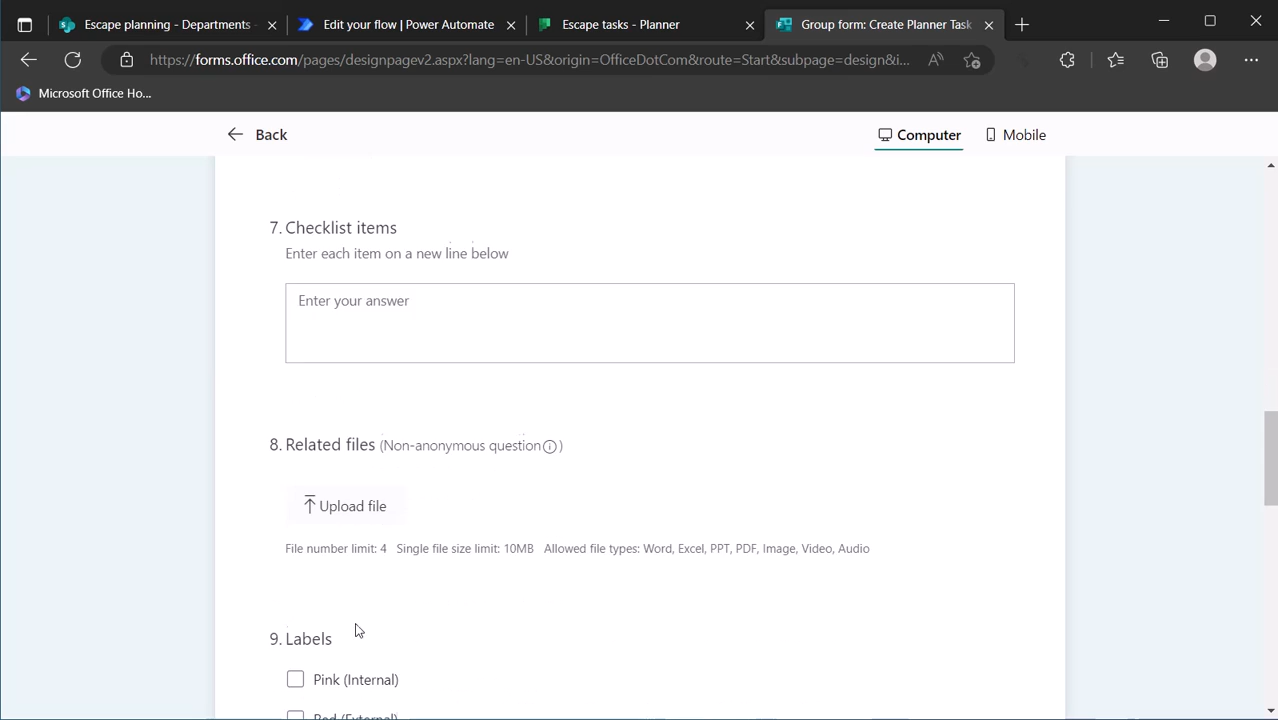 Escape planning - Departments -
Edit your flow | Power Automate
Escape tasks - Planner
Group form: Create Planner Task
https://forms.office.com/pages/designpagev2.aspx?lang=en-US&origin=OfficeDotCom&route=Start&subpage=design&i...
Microsoft Office Ho...
Back
Computer
Mobile
7. Checklist items
Enter each item on a new line below
Enter your answer
8. Related files (Non-anonymous question)
Upload file
File number limit: 4 Single file size limit: 10MB Allowed file types: Word, Excel, PPT, PDF, Image, Video, Audio
9. Labels
Pink (Internal)
Red (External)